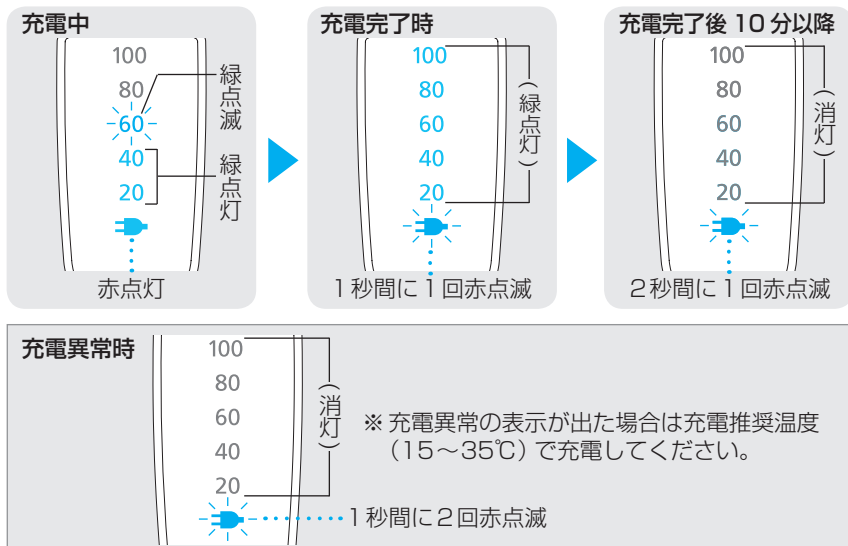 充電中
100
80
60
40
20
緑点滅
緑点灯
赤点灯
充電完了時
100
80
60
40
20
(緑点灯)
1秒間に1回赤点滅
充電完了後 10 分以降
100
80
60
40
20
(消灯)
2秒間に1回赤点滅
充電異常時
100
80
60
40
20
(消灯)
1秒間に2回赤点滅
※ 充電異常の表示が出た場合は充電推奨温度
(15～35℃)で充電してください。